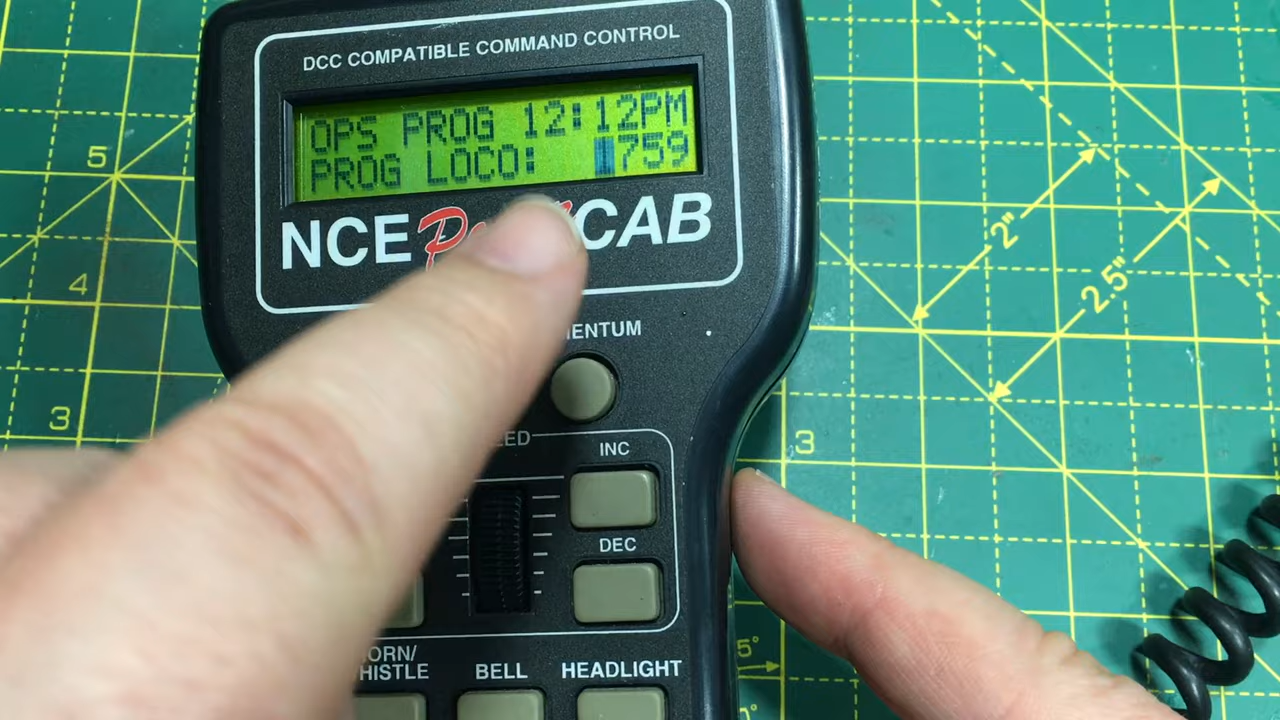 DCC COMPATIBLE COMMAND CONTROL
OPS PROG 12:12PM
PROG LOCO: 759
NCE CAB
INC
DEC
BELL
HEADLIGHT
5
4
3
3
2"
2.5"
5°